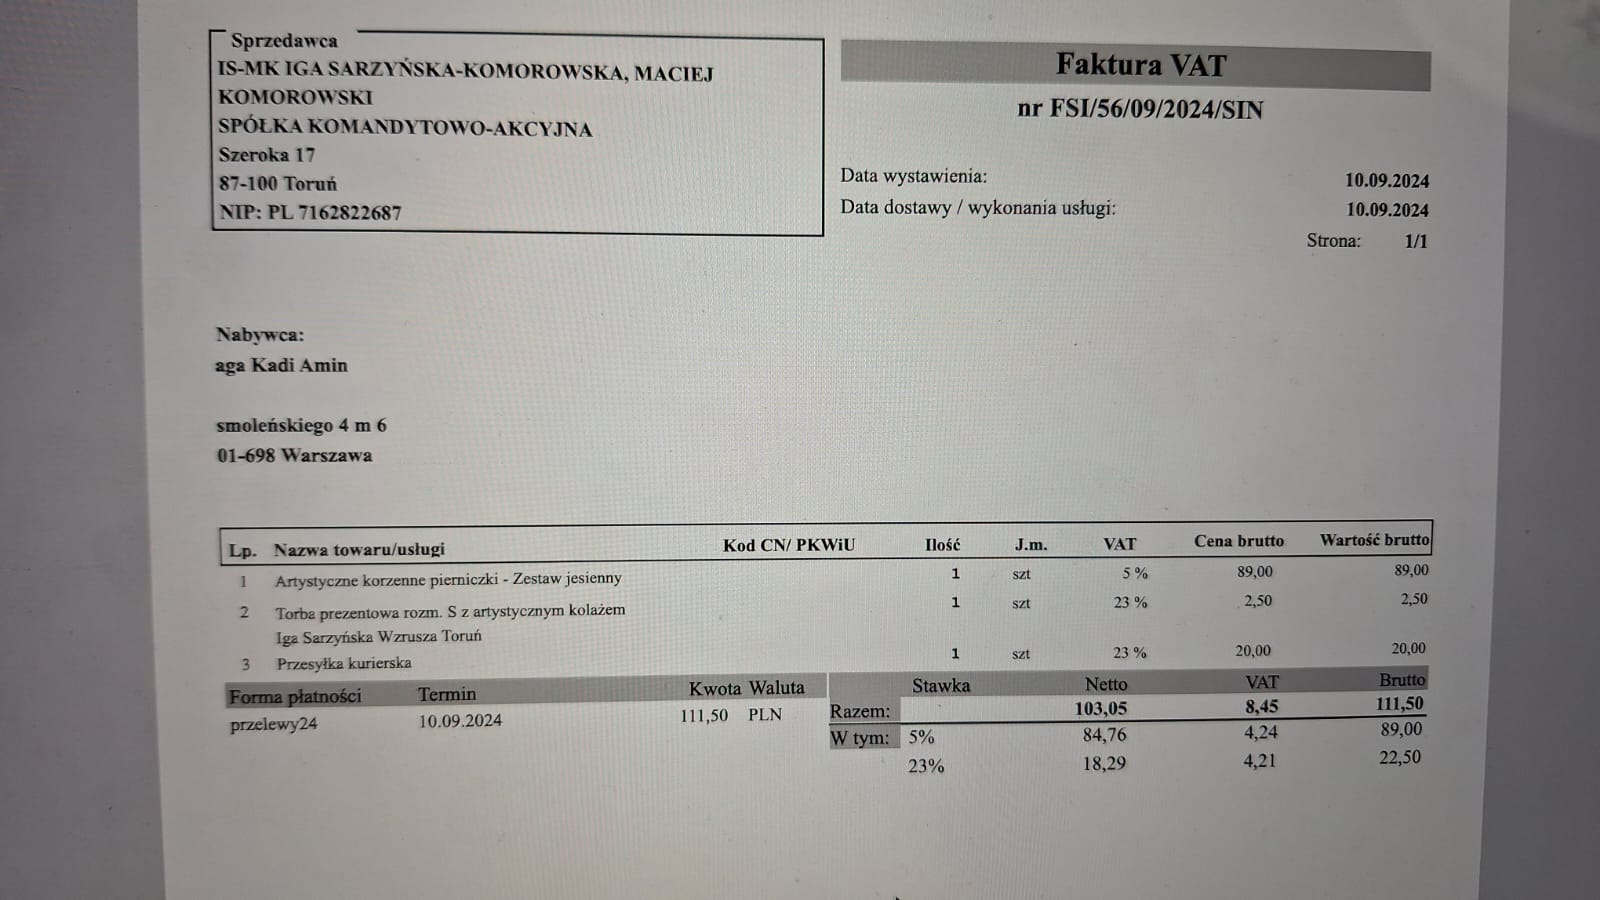 Sprzedawca
IS-MK IGA SARZYŃSKA-KOMOROWSKA, MACIEJ
KOMOROWSKI
SPÓŁKA KOMANDYTOWO-AKCYJNA
Szeroka 17
87-100 Toruń
NIP: PL 7162822687
Faktura VAT
nr FSI/56/09/2024/SIN
Data wystawienia: 10.09.2024
Data dostawy / wykonania usługi: 10.09.2024
Strona: 1/1
Nabywca:
aga Kadi Amin
smoleńskiego 4 m 6
01-698 Warszawa
Lp. Nazwa towaru/usługi Kod CN/ PKWiU Ilość J.m. VAT Cena brutto Wartość brutto
1 Artystyczne korzenne pierniczki - Zestaw jesienny 1 szt 5 % 89,00 89,00
2 Torba prezentowa rozm. S z artystycznym kolażem 1 szt 23 % 2,50 2,50
Iga Sarzyńska Wzrusza Toruń
3 Przesyłka kurierska 1 szt 23 % 20,00 20,00
Forma płatności Termin Kwota Waluta
przelewy24 10.09.2024 111,50 PLN
Stawka Netto VAT Brutto
Razem: 103,05 8,45 111,50
W tym: 5% 84,76 4,24 89,00
23% 18,29 4,21 22,50